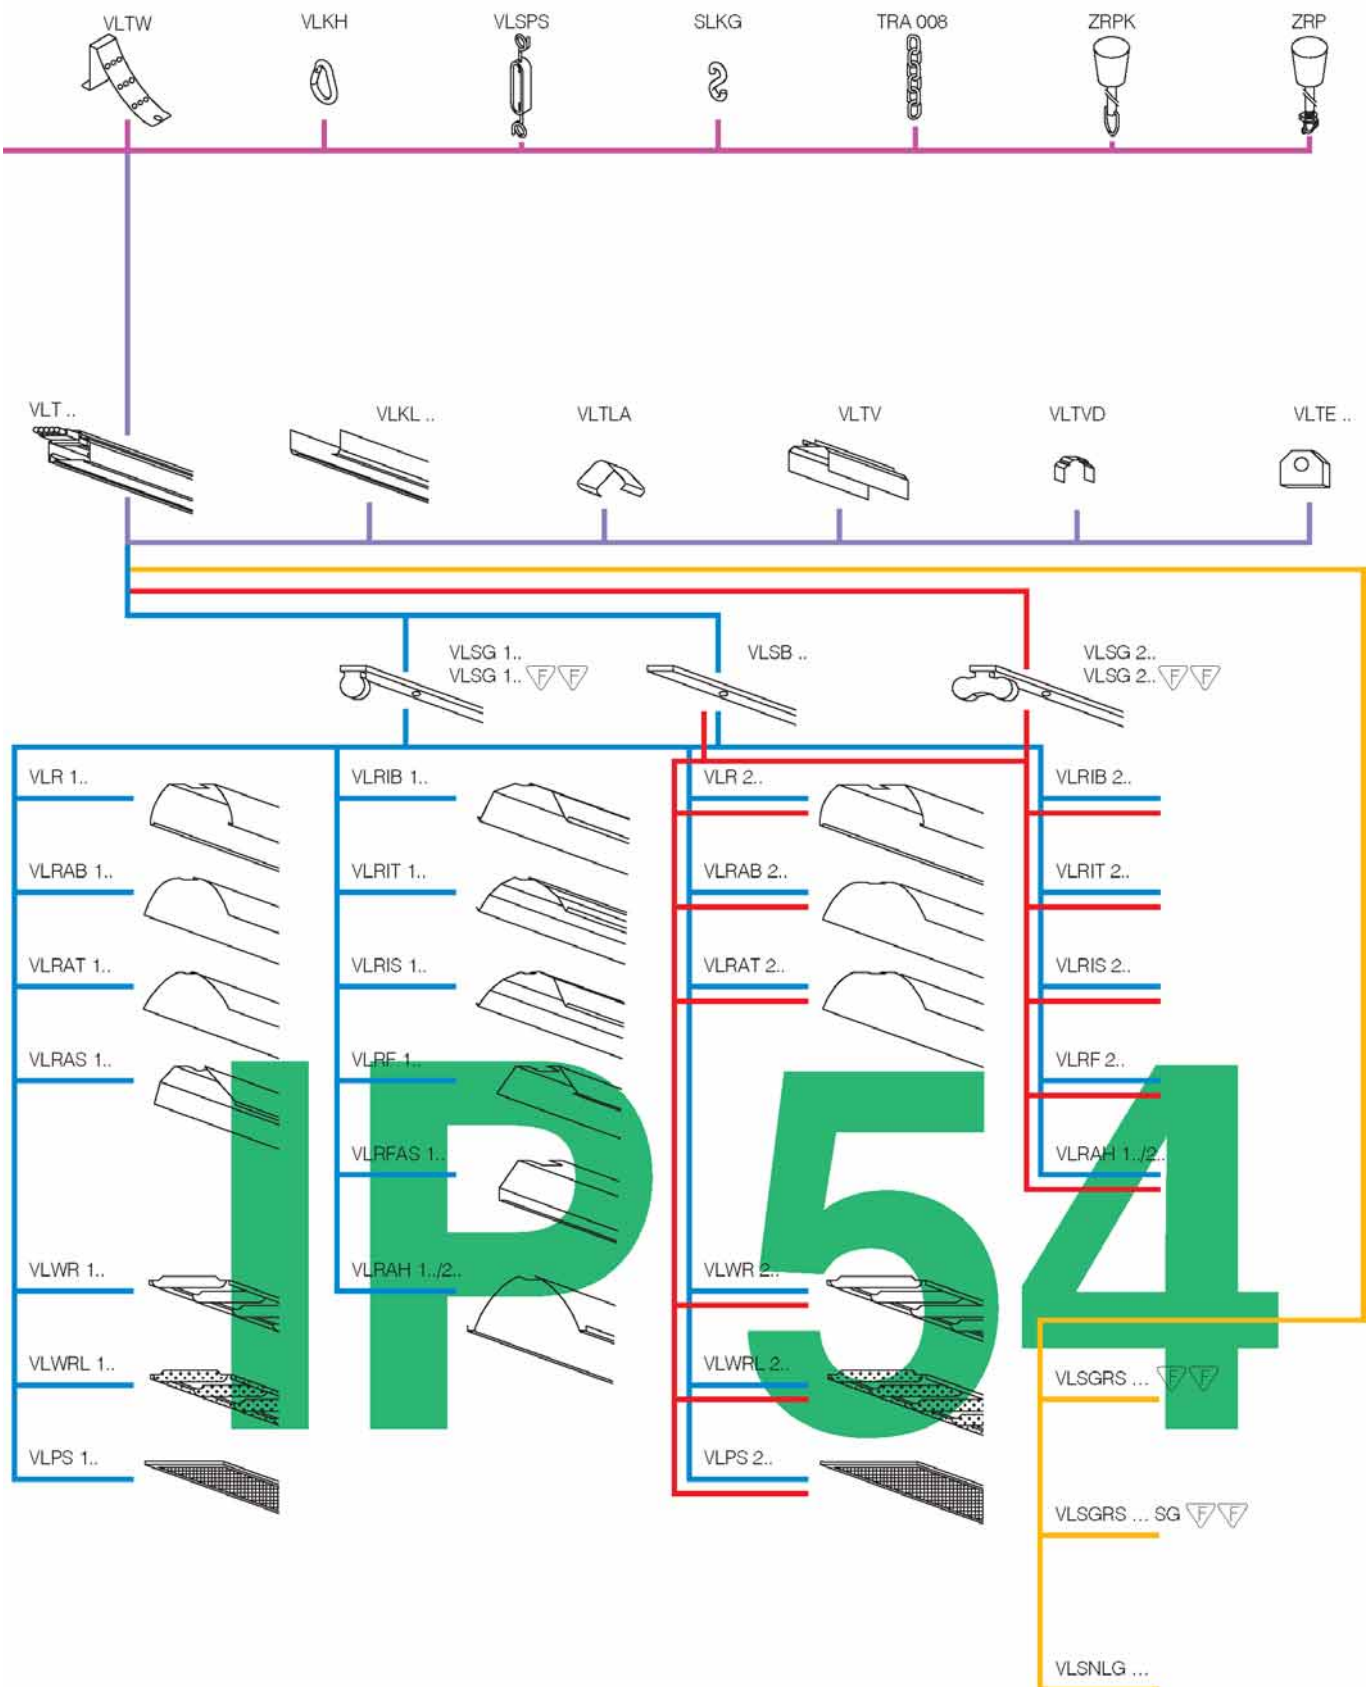 VLTW VLKH VLSPS SLKG TRA 008 ZRPK ZRP
VLT .. VLKL .. VLTLA VLTV VLTVD VLTE ..
VLSG 1.. VLSB .. VLSG 2..
VLSG 1.. F F VLSG 2.. F F
VLR 1.. VLRIB 1.. VLR 2.. VLRIB 2..
VLRAB 1.. VLRIT 1.. VLRAB 2.. VLRIT 2..
VLRAT 1.. VLRIS 1.. VLRAT 2.. VLRIS 2..
VLRAS 1.. VLRF 1.. VLRF 2..
IP 54
VLRFAS 1.. VLRAH 1../2..
VLWR 1.. VLRAH 1../2.. VLWR 2..
VLWRL 1.. VLWRL 2.. VLSGRS ... F F
VLPS 1.. VLPS 2..
VLSGRS ... SG F F
VLSNLG ...